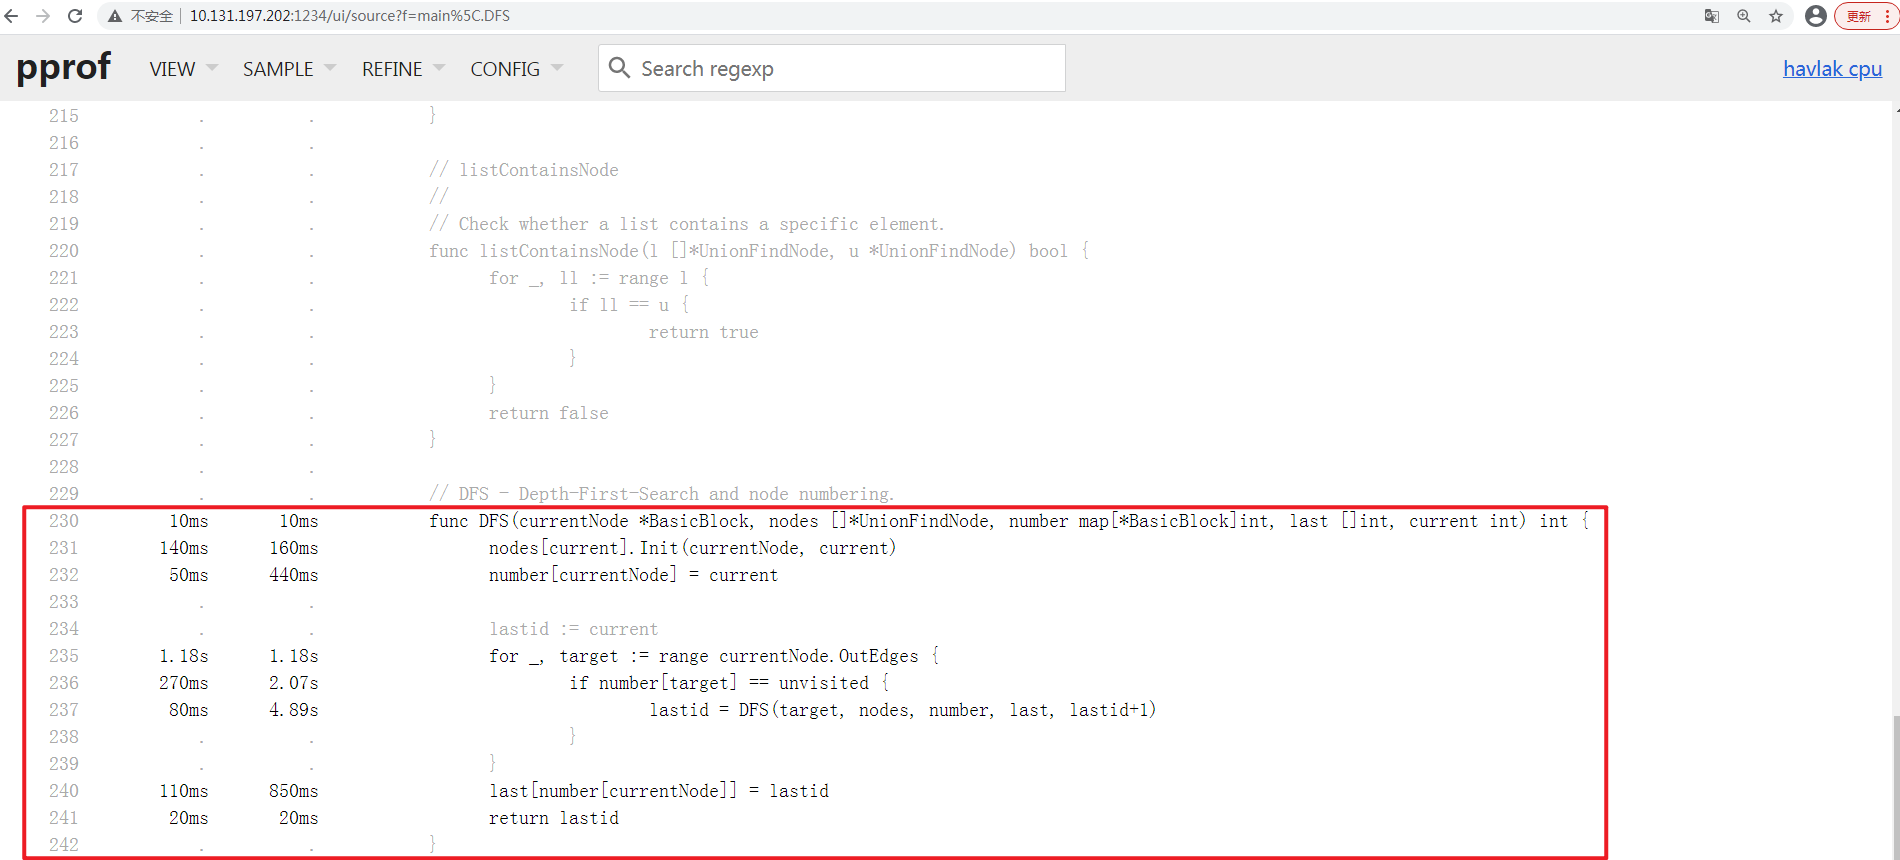 不安全 10.131.197.202:1234/ui/source?f=main%5C.DFS 更新
pprof VIEW SAMPLE REFINE CONFIG Search regexp havlak cpu
215 . . }
216 . .
217 . . // listContainsNode
218 . . //
219 . . // Check whether a list contains a specific element.
220 . . func listContainsNode(l []*UnionFindNode, u *UnionFindNode) bool {
221 . . for _, ll := range l {
222 . . if ll == u {
223 . . return true
224 . . }
225 . . }
226 . . return false
227 . . }
228 . .
229 . . // DFS - Depth-First-Search and node numbering.
230 10ms 10ms func DFS(currentNode *BasicBlock, nodes []*UnionFindNode, number map[*BasicBlock]int, last []int, current int) int {
231 140ms 160ms nodes[current].Init(currentNode, current)
232 50ms 440ms number[currentNode] = current
233 . .
234 . . lastid := current
235 1.18s 1.18s for _, target := range currentNode.OutEdges {
236 270ms 2.07s if number[target] == unvisited {
237 80ms 4.89s lastid = DFS(target, nodes, number, last, lastid+1)
238 . . }
239 . . }
240 110ms 850ms last[number[currentNode]] = lastid
241 20ms 20ms return lastid
242 . . }